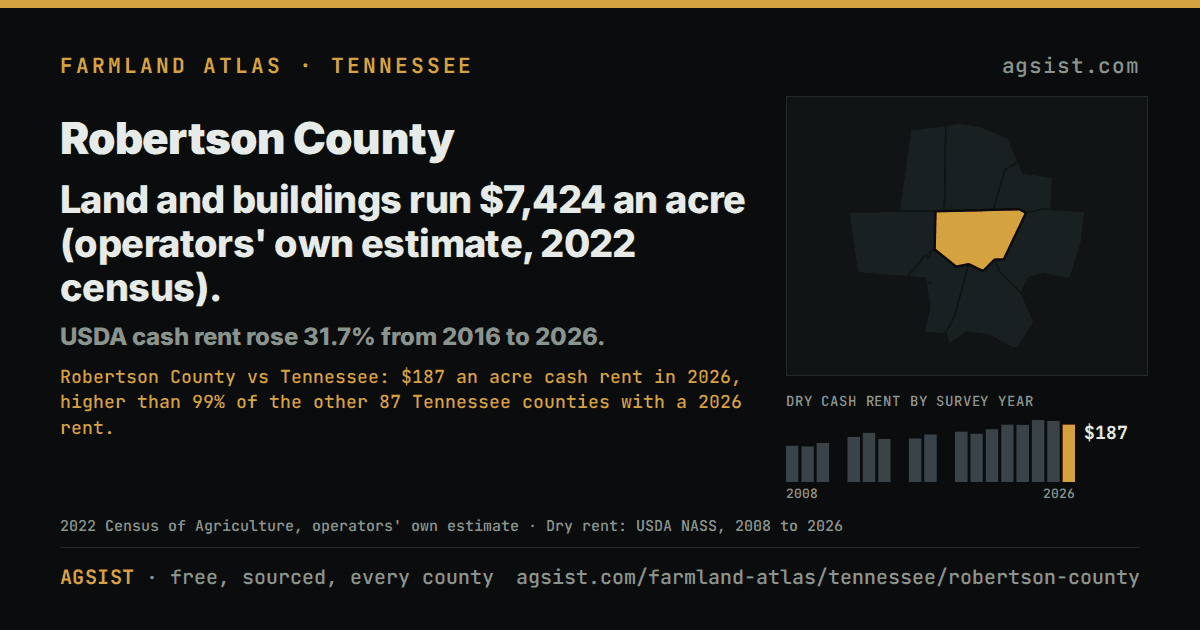 FARMLAND ATLAS · TENNESSEE
agsist.com
Robertson County
Land and buildings run $7,424 an acre
(operators' own estimate, 2022
census).
USDA cash rent rose 31.7% from 2016 to 2026.
Robertson County vs Tennessee: $187 an acre cash rent in 2026,
higher than 99% of the other 87 Tennessee counties with a 2026
rent.
DRY CASH RENT BY SURVEY YEAR
$187
2008
2026
2022 Census of Agriculture, operators' own estimate · Dry rent: USDA NASS, 2008 to 2026
AGSIST · free, sourced, every county
agsist.com/farmland-atlas/tennessee/robertson-county